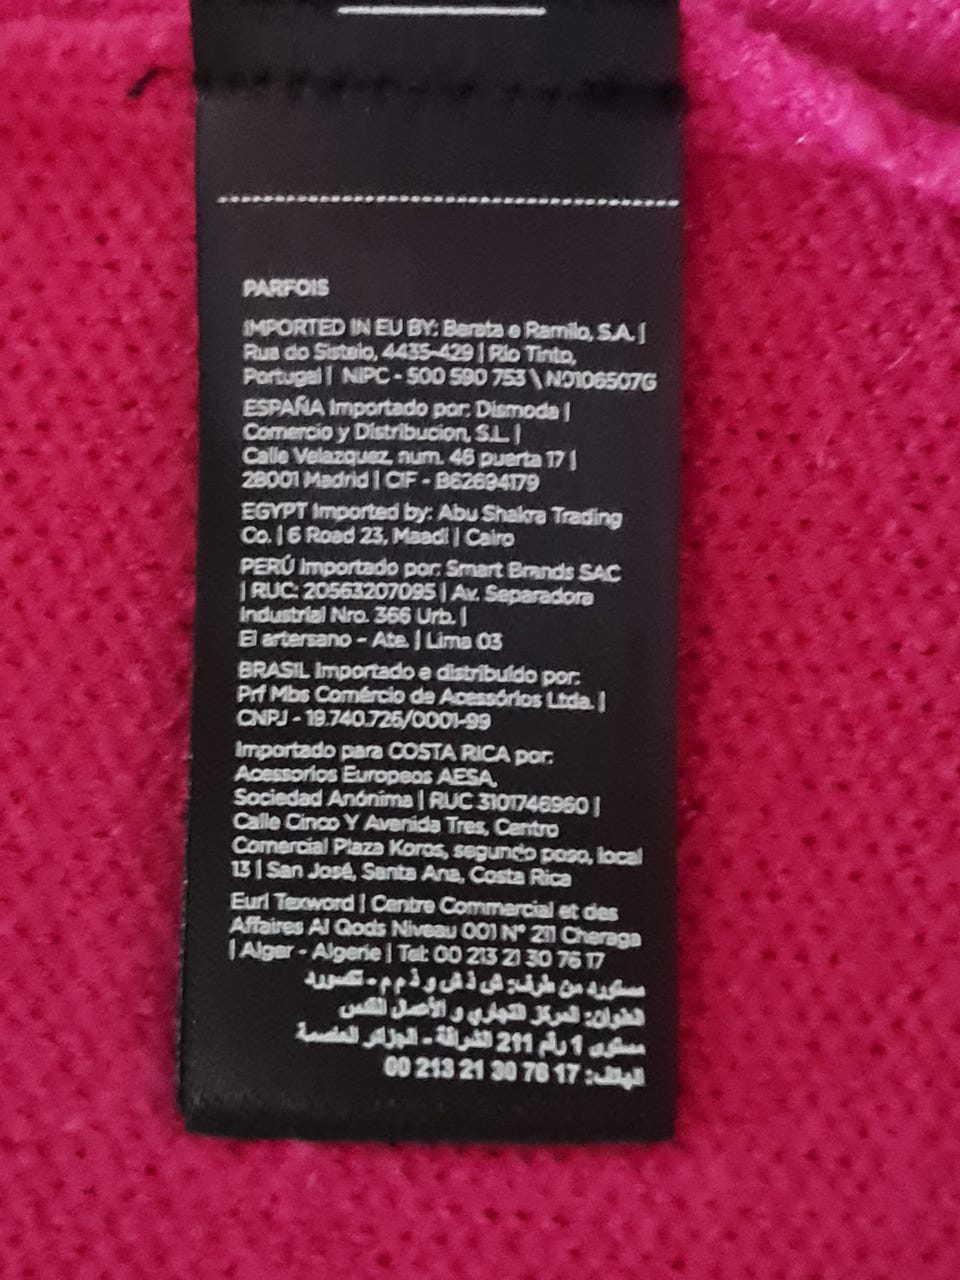 PARFOIS
IMPORTED IN EU BY: Barata e Ramilo, S.A. |
Rua do Sisteio, 4435-429 | Rio Tinto,
Portugal | NIPC - 500 590 753 \ N0106507G
ESPAÑA Importado por: Dismoda |
Comercio y Distribucion, S.L. |
Calle Velazquez, num. 46 puerta 17 |
28001 Madrid | CIF - B62694179
EGYPT Imported by: Abu Shakra Trading
Co. | 6 Road 23, Maadi | Cairo
PERÚ Importado por: Smart Brands SAC
| RUC: 20563207095 | Av. Separadora
Industrial Nro. 366 Urb. |
El artersano - Ate. | Lima 03
BRASIL Importado e distribuído por:
Prf Mbs Comércio de Acessórios Ltda. |
CNPJ - 19.740.726/0001-99
Importado para COSTA RICA por:
Acessorios Europeos AESA,
Sociedad Anónima | RUC 3101746960 |
Calle Cinco Y Avenida Tres, Centro
Comercial Plaza Koros, segundo poso, local
13 | San José, Santa Ana, Costa Rica
Eurl Texword | Centre Commercial et des
Affaires Al Qods Niveau 001 N° 211 Cheraga
| Alger - Algerie | Tel: 00 213 21 30 76 17
مستورد من طرف: ش ذ ش و ذ م م - تكسورد
العنوان: المركز التجاري و الأعمال القدس
مستوى 1 رقم 211 الشراقة - الجزائر العاصمة
الهاتف: 00 213 21 30 76 17